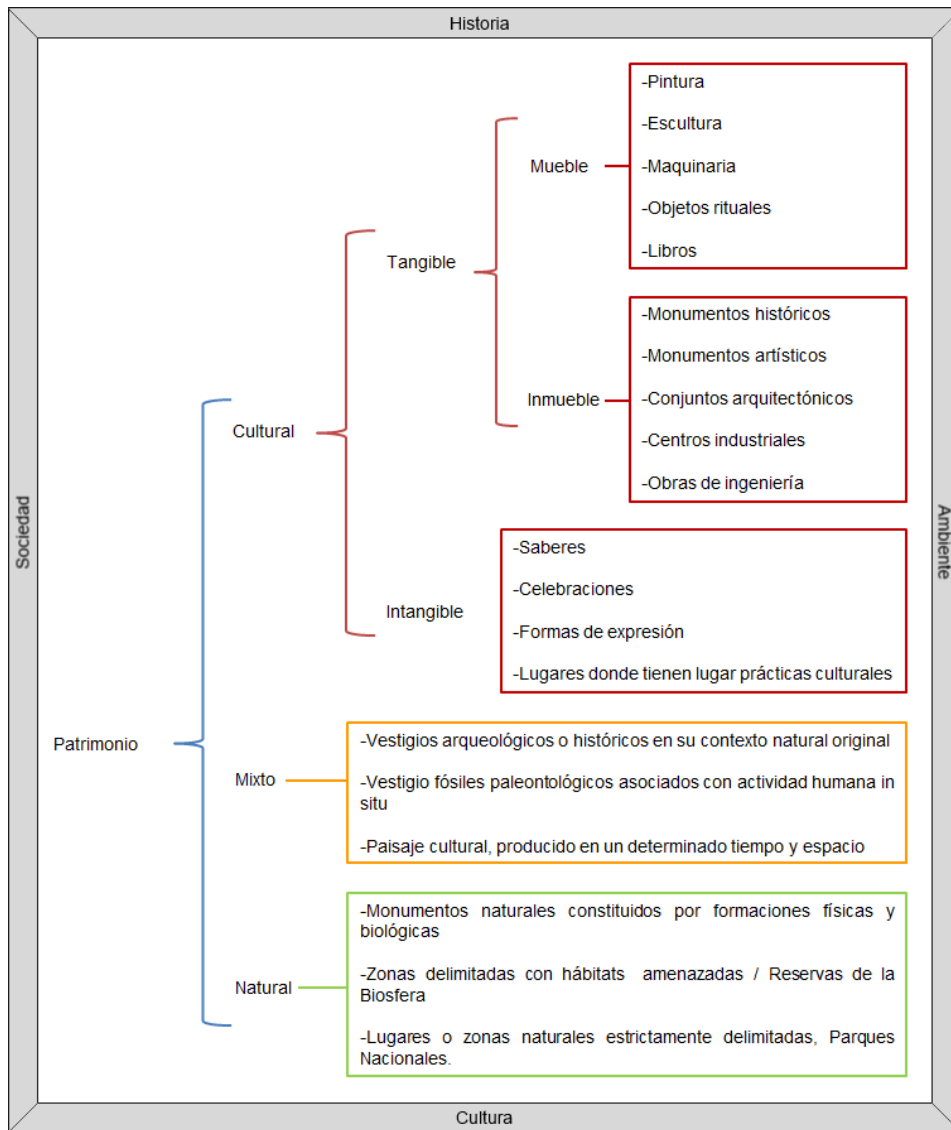 Historia
Sociedad
Patrimonio
Cultural
Tangible
Mueble
-Pintura
-Escultura
-Maquinaria
-Objetos rituales
-Libros
Inmueble
-Monumentos históricos
-Monumentos artísticos
-Conjuntos arquitectónicos
-Centros industriales
-Obras de ingeniería
Intangible
-Saberes
-Celebraciones
-Formas de expresión
-Lugares donde tienen lugar prácticas culturales
Mixto
-Vestigios arqueológicos o históricos en su contexto natural original
-Vestigio fósiles paleontológicos asociados con actividad humana in
situ
-Paisaje cultural, producido en un determinado tiempo y espacio
Natural
-Monumentos naturales constituidos por formaciones físicas y
biológicas
-Zonas delimitadas con hábitats amenazadas / Reservas de la
Biosfera
-Lugares o zonas naturales estrictamente delimitadas, Parques
Nacionales.
Ambiente
Cultura